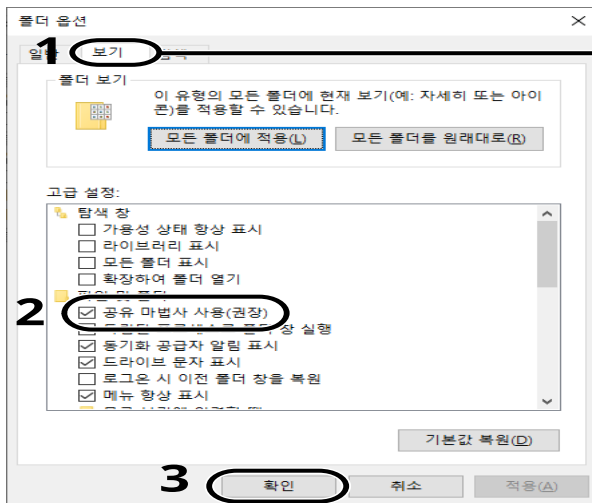 폴더 옵션
1 보기
폴더 보기
이 유형의 모든 폴더에 현재 보기(예: 자세히 또는 아이
콘)를 적용할 수 있습니다.
모든 폴더에 적용(L) 모든 폴더를 원래대로(R)
고급 설정:
탐색 창
가용성 상태 항상 표시
라이브러리 표시
모든 폴더 표시
확장하여 폴더 열기
파일 및 폴더
2 공유 마법사 사용(권장)
창 실행
동기화 공급자 알림 표시
드라이브 문자 표시
로그온 시 이전 폴더 창을 복원
메뉴 항상 표시
기본값 복원(D)
3 확인 취소 적용(A)